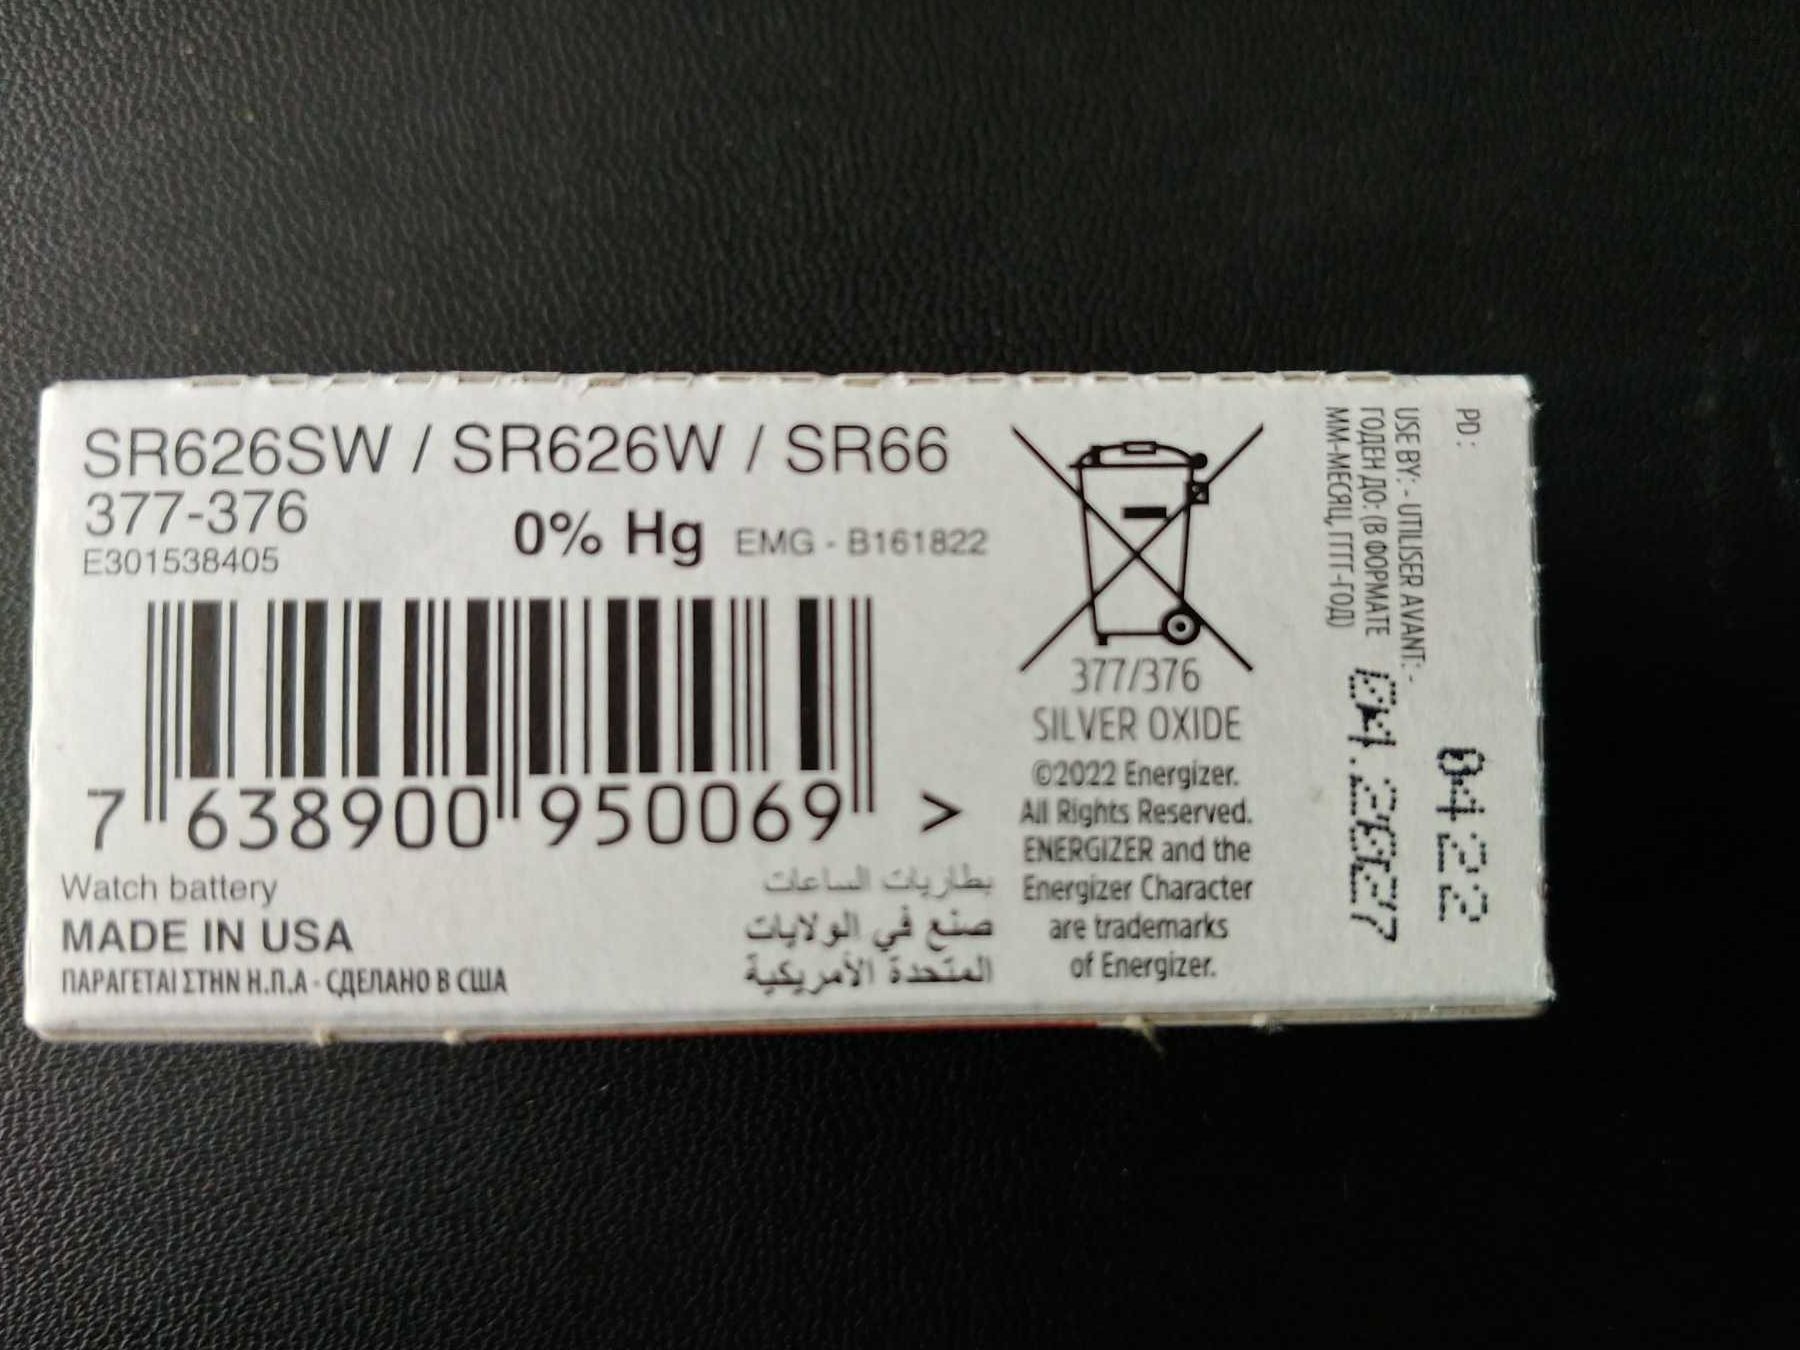 SR626SW / SR626W / SR66
377-376
0% Hg EMG - B161822
E301538405
7 638900 950069 >
Watch battery
MADE IN USA
ΠΑΡΑΓΕΤΑΙ ΣΤΗΝ Η.Π.Α - СДЕЛАНО В США
بطاريات الساعات
صنع في الولايات
المتحدة الأمريكية
377/376
SILVER OXIDE
©2022 Energizer.
All Rights Reserved.
ENERGIZER and the
Energizer Character
are trademarks
of Energizer.
PD : 0422
USE BY: - UTILISER AVANT: -
ГОДЕН ДО: (В ФОРМАТЕ
ММ-МЕСЯЦ, ГГГГ-ГОД)
04.2027